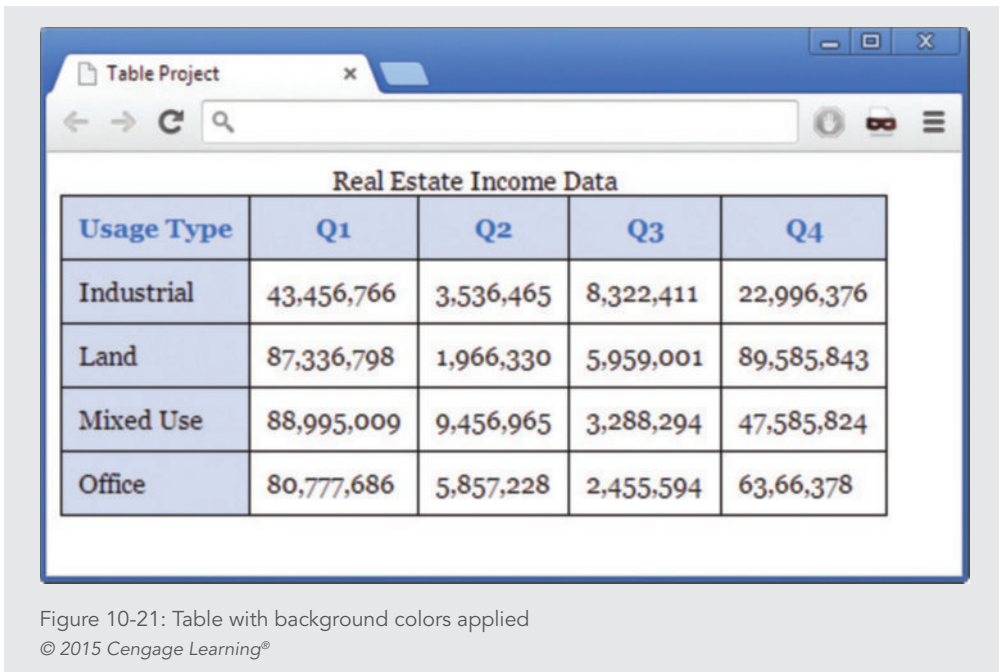 Table Project
Real Estate Income Data
Usage Type Q1 Q2 Q3 Q4
Industrial 43,456,766 3,536,465 8,322,411 22,996,376
Land 87,336,798 1,966,330 5,959,001 89,585,843
Mixed Use 88,995,009 9,456,965 3,288,294 47,585,824
Office 80,777,686 5,857,228 2,455,594 63,66,378
Figure 10-21: Table with background colors applied
© 2015 Cengage Learning®